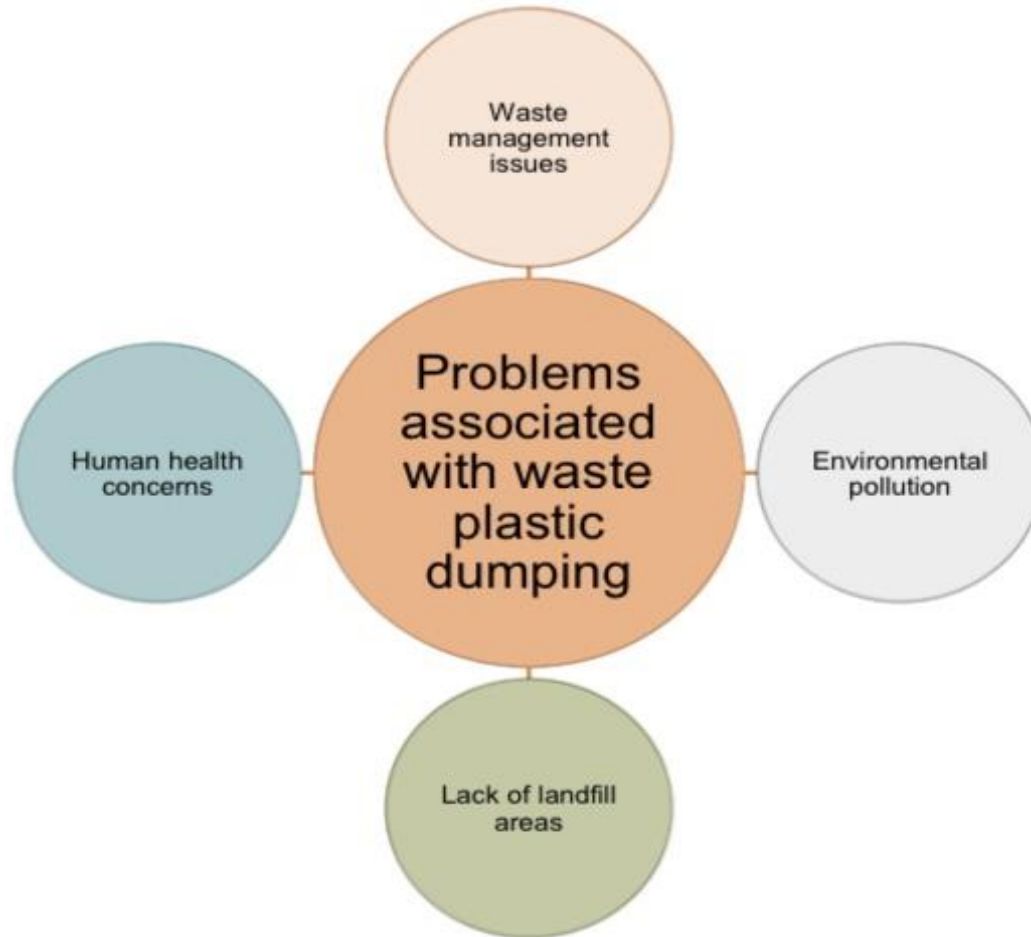 Waste
management
issues
Problems
associated
with waste
plastic
dumping
Human health
concerns
Environmental
pollution
Lack of landfill
areas